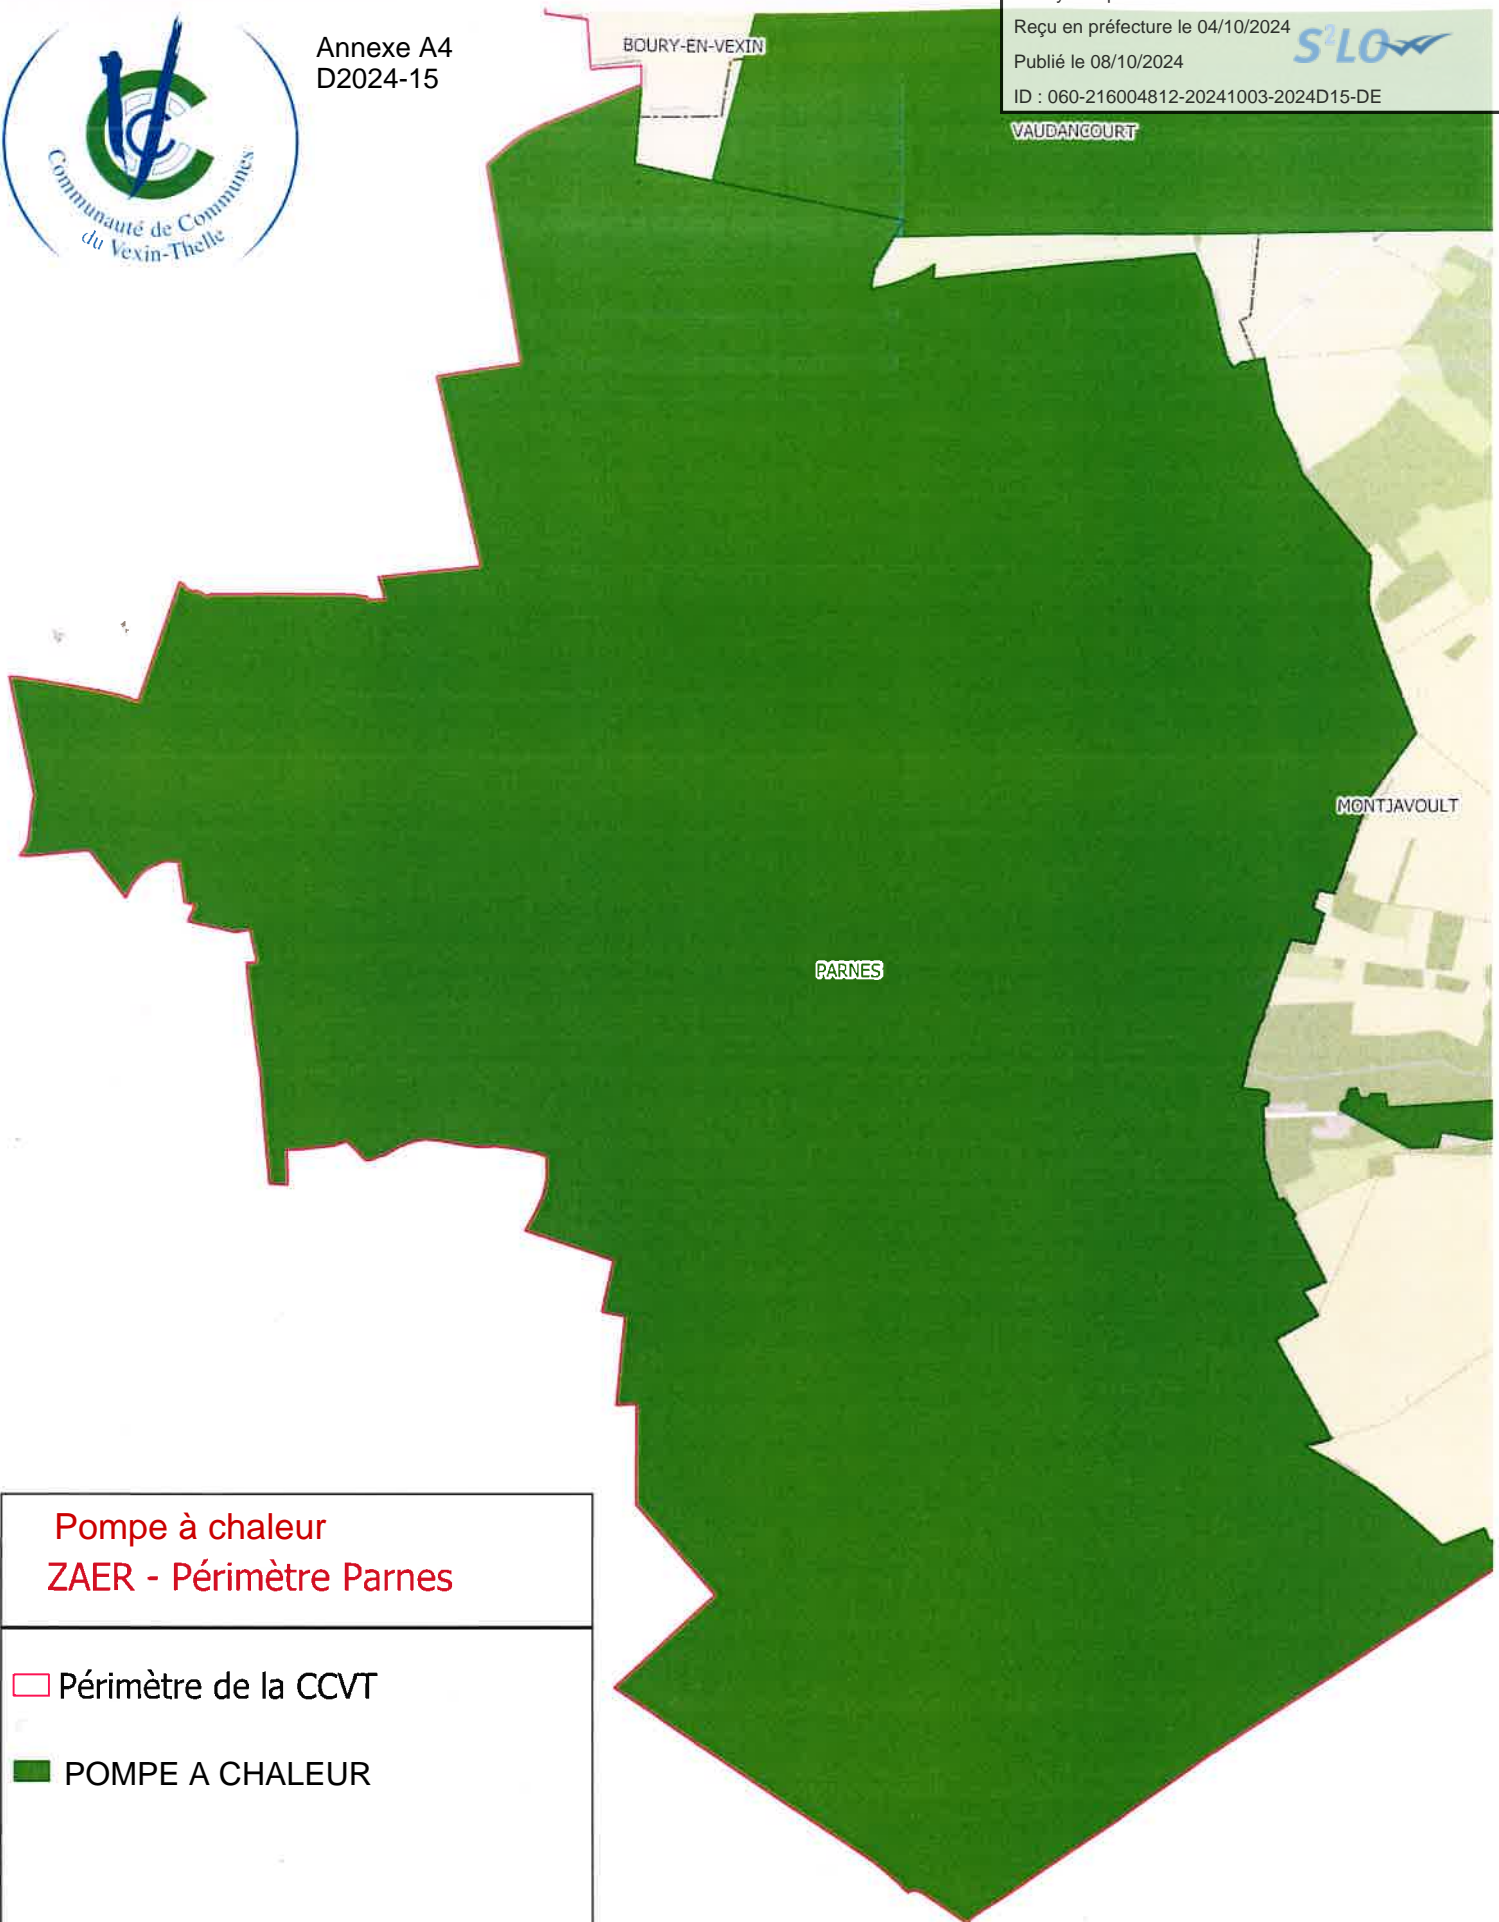 Annexe A4
D2024-15
Communauté de Communes
du Vexin-Thelle
Reçu en préfecture le 04/10/2024
Publié le 08/10/2024
ID : 060-216004812-20241003-2024D15-DE
S²LO
BOURY-EN-VEXIN
VAUDANCOURT
MONTJAVOULT
PARNES
Pompe à chaleur
ZAER - Périmètre Parnes
Périmètre de la CCVT
POMPE A CHALEUR